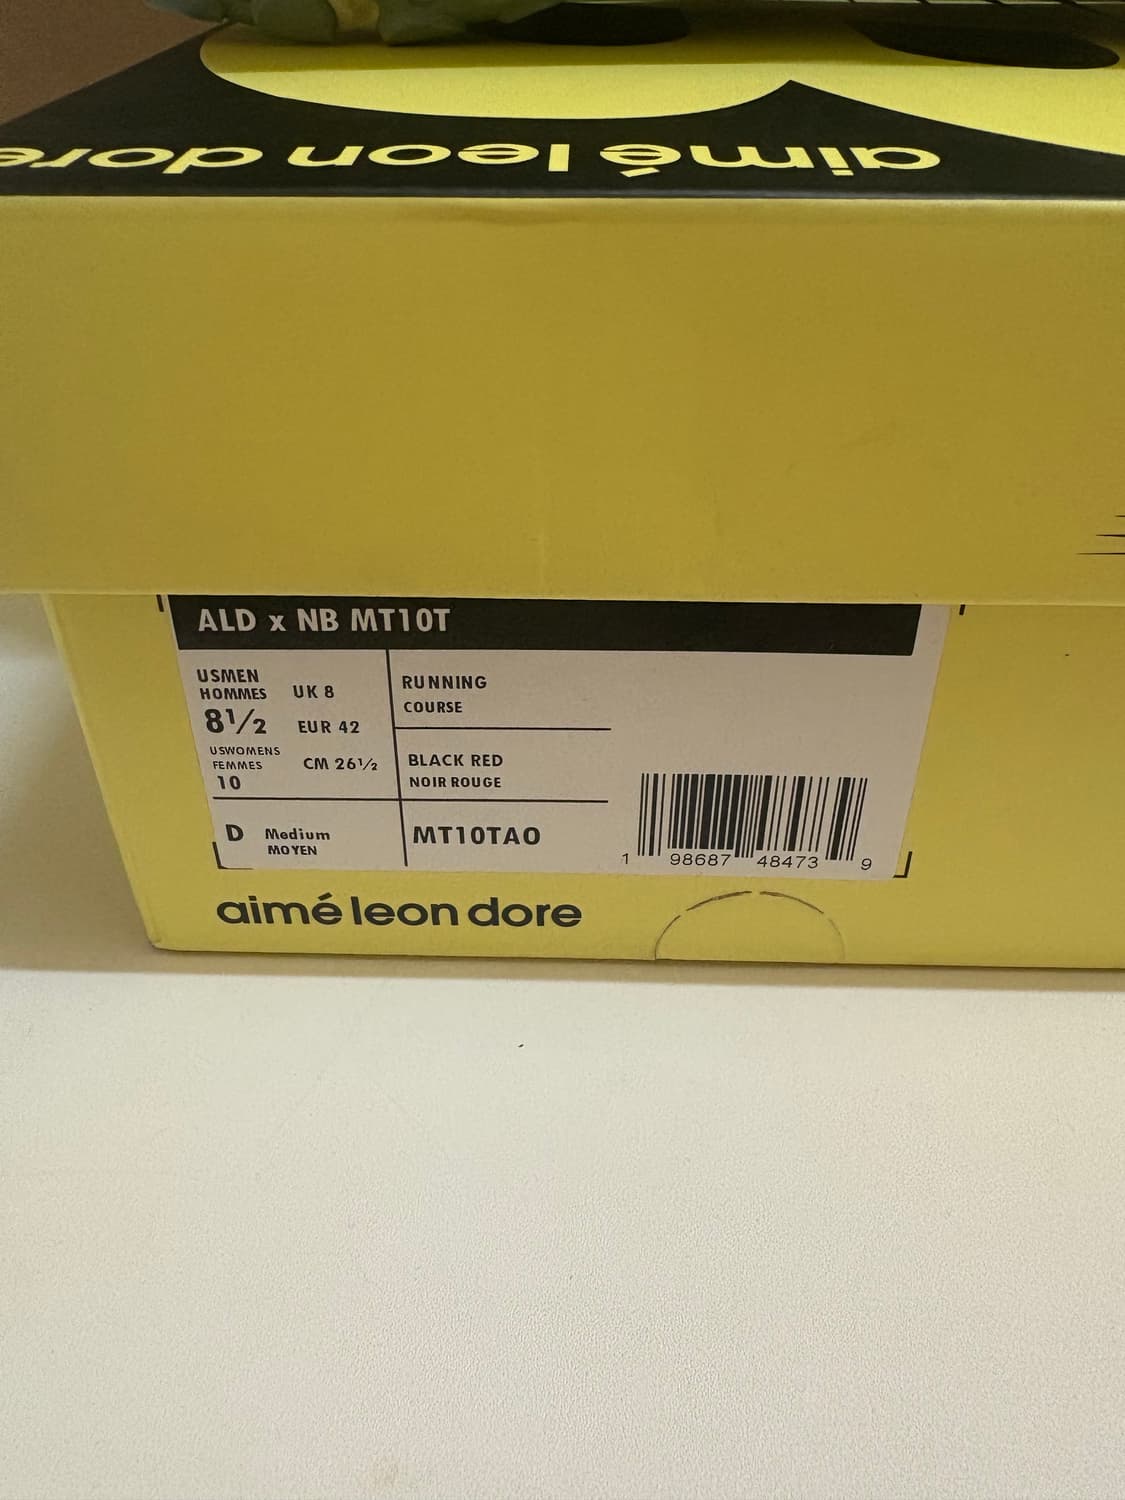 aimé leon dore
ALD x NB MT10T
USMEN
HOMMES
8½
UK 8
EUR 42
USWOMENS
FEMMES
10
CM 26½
D Medium
MOYEN
RUNNING
COURSE
BLACK RED
NOIR ROUGE
MT10TAO
1 98687 48473 9
aimé leon dore